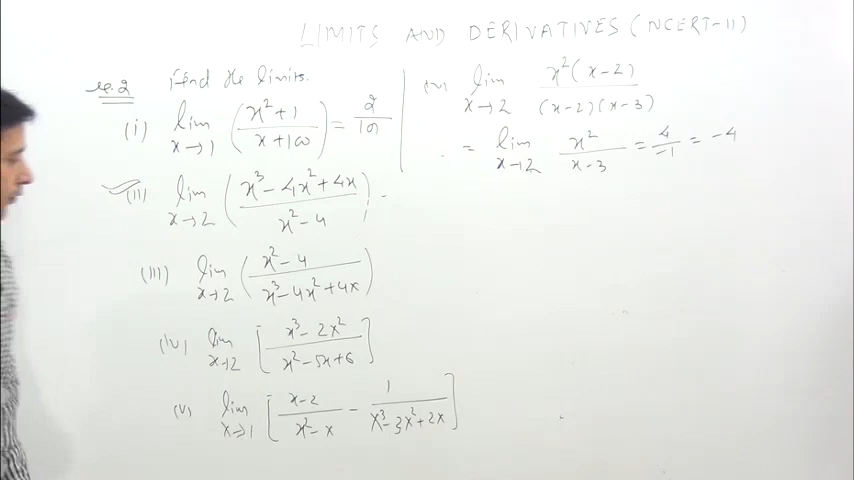 LIMITS AND DERIVATIVES (NCERT-11)
Find the limits.
(i) lim x→1 (x²+1 / x+100) = 2/101
(ii) lim x→2 (x³-4x²+4x / x²-4)
(iii) lim x→2 (x²-4 / x³-4x²+4x)
(iv) lim x→2 [x³-2x² / x²-5x+6]
(v) lim x→1 [x-2 / x²-x - 1 / x³-3x²+2x]
(iv) lim x→2 x²(x-2) / (x-2)(x-3)
= lim x→2 x² / x-3 = 4/-1 = -4